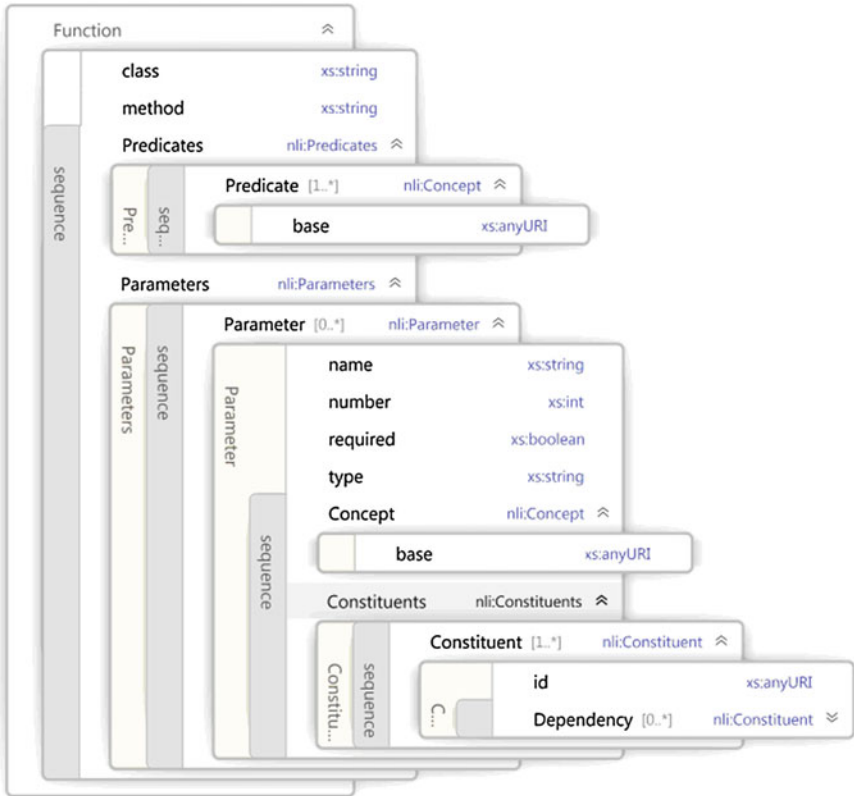 Function
class xs:string
method xs:string
Predicates nli:Predicates
sequence
Pre...
seq...
Predicate [1..*] nli:Concept
base xs:anyURI
Parameters nli:Parameters
Parameters
sequence
Parameter [0..*] nli:Parameter
Parameter
name xs:string
number xs:int
required xs:boolean
type xs:string
Concept nli:Concept
sequence
base xs:anyURI
Constituents nli:Constituents
Constitu...
sequence
Constituent [1..*] nli:Constituent
C...
id xs:anyURI
Dependency [0..*] nli:Constituent